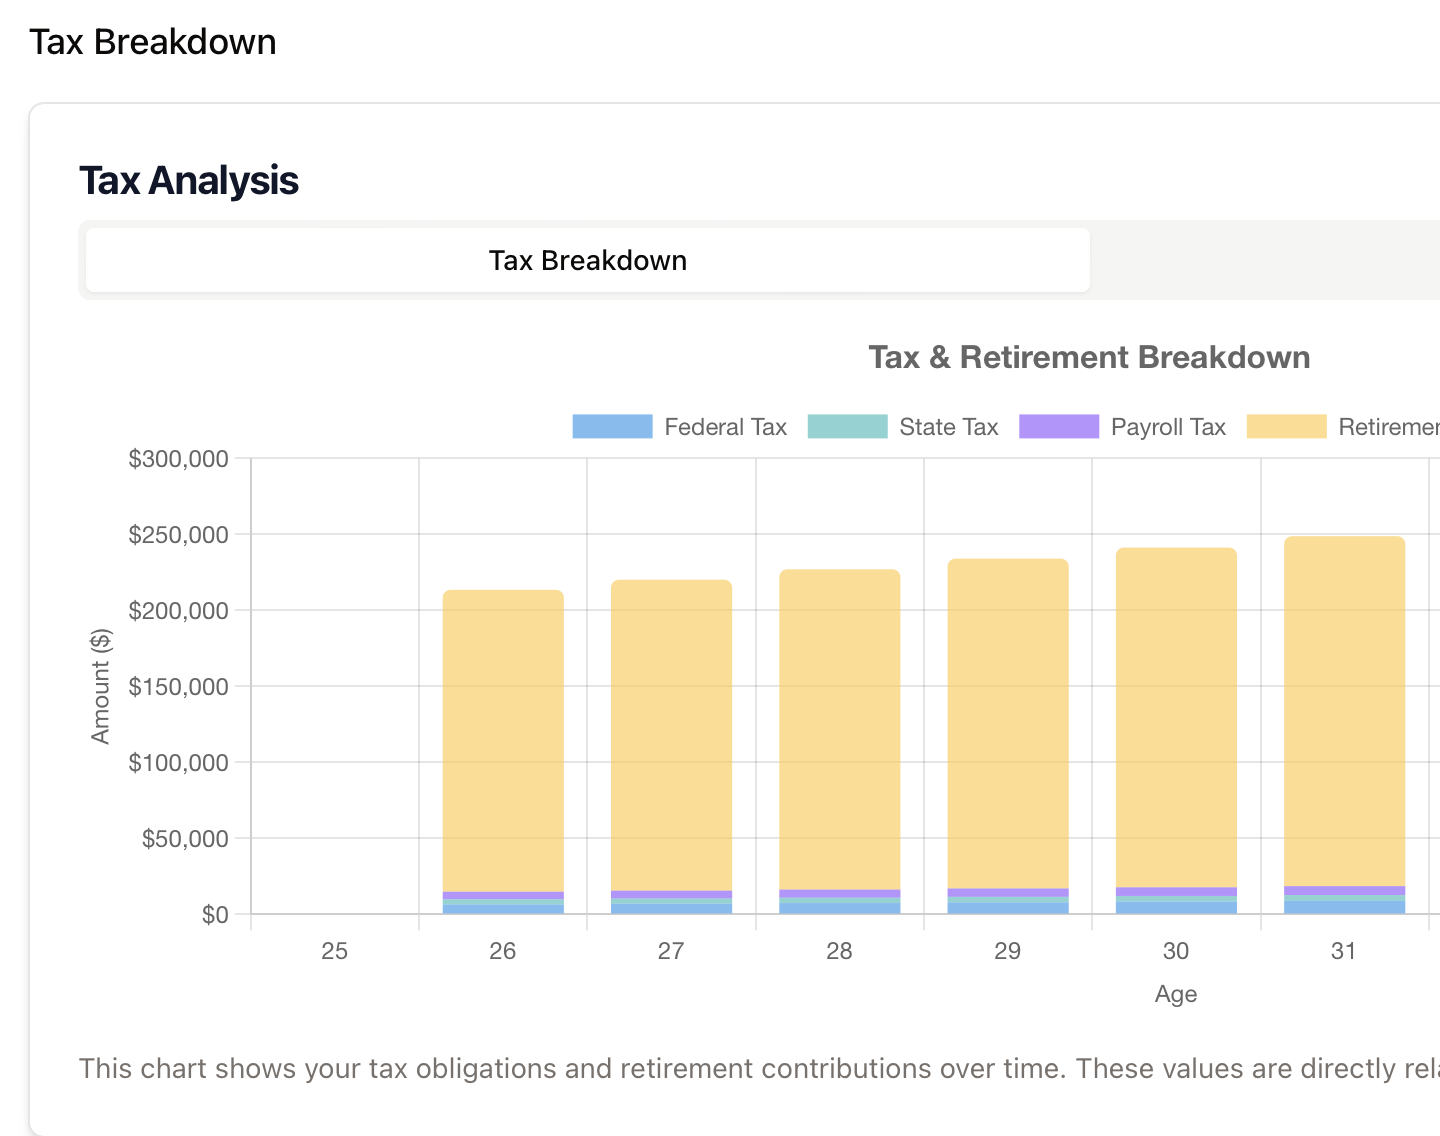 Tax Breakdown
Tax Analysis
Tax Breakdown
Tax & Retirement Breakdown
Federal Tax State Tax Payroll Tax
$300,000
$250,000
$200,000
$150,000
$100,000
$50,000
$0
Amount ($)
25 26 27 28 29 30 31
Age
This chart shows your tax obligations and retirement contributions over time. These values are directly